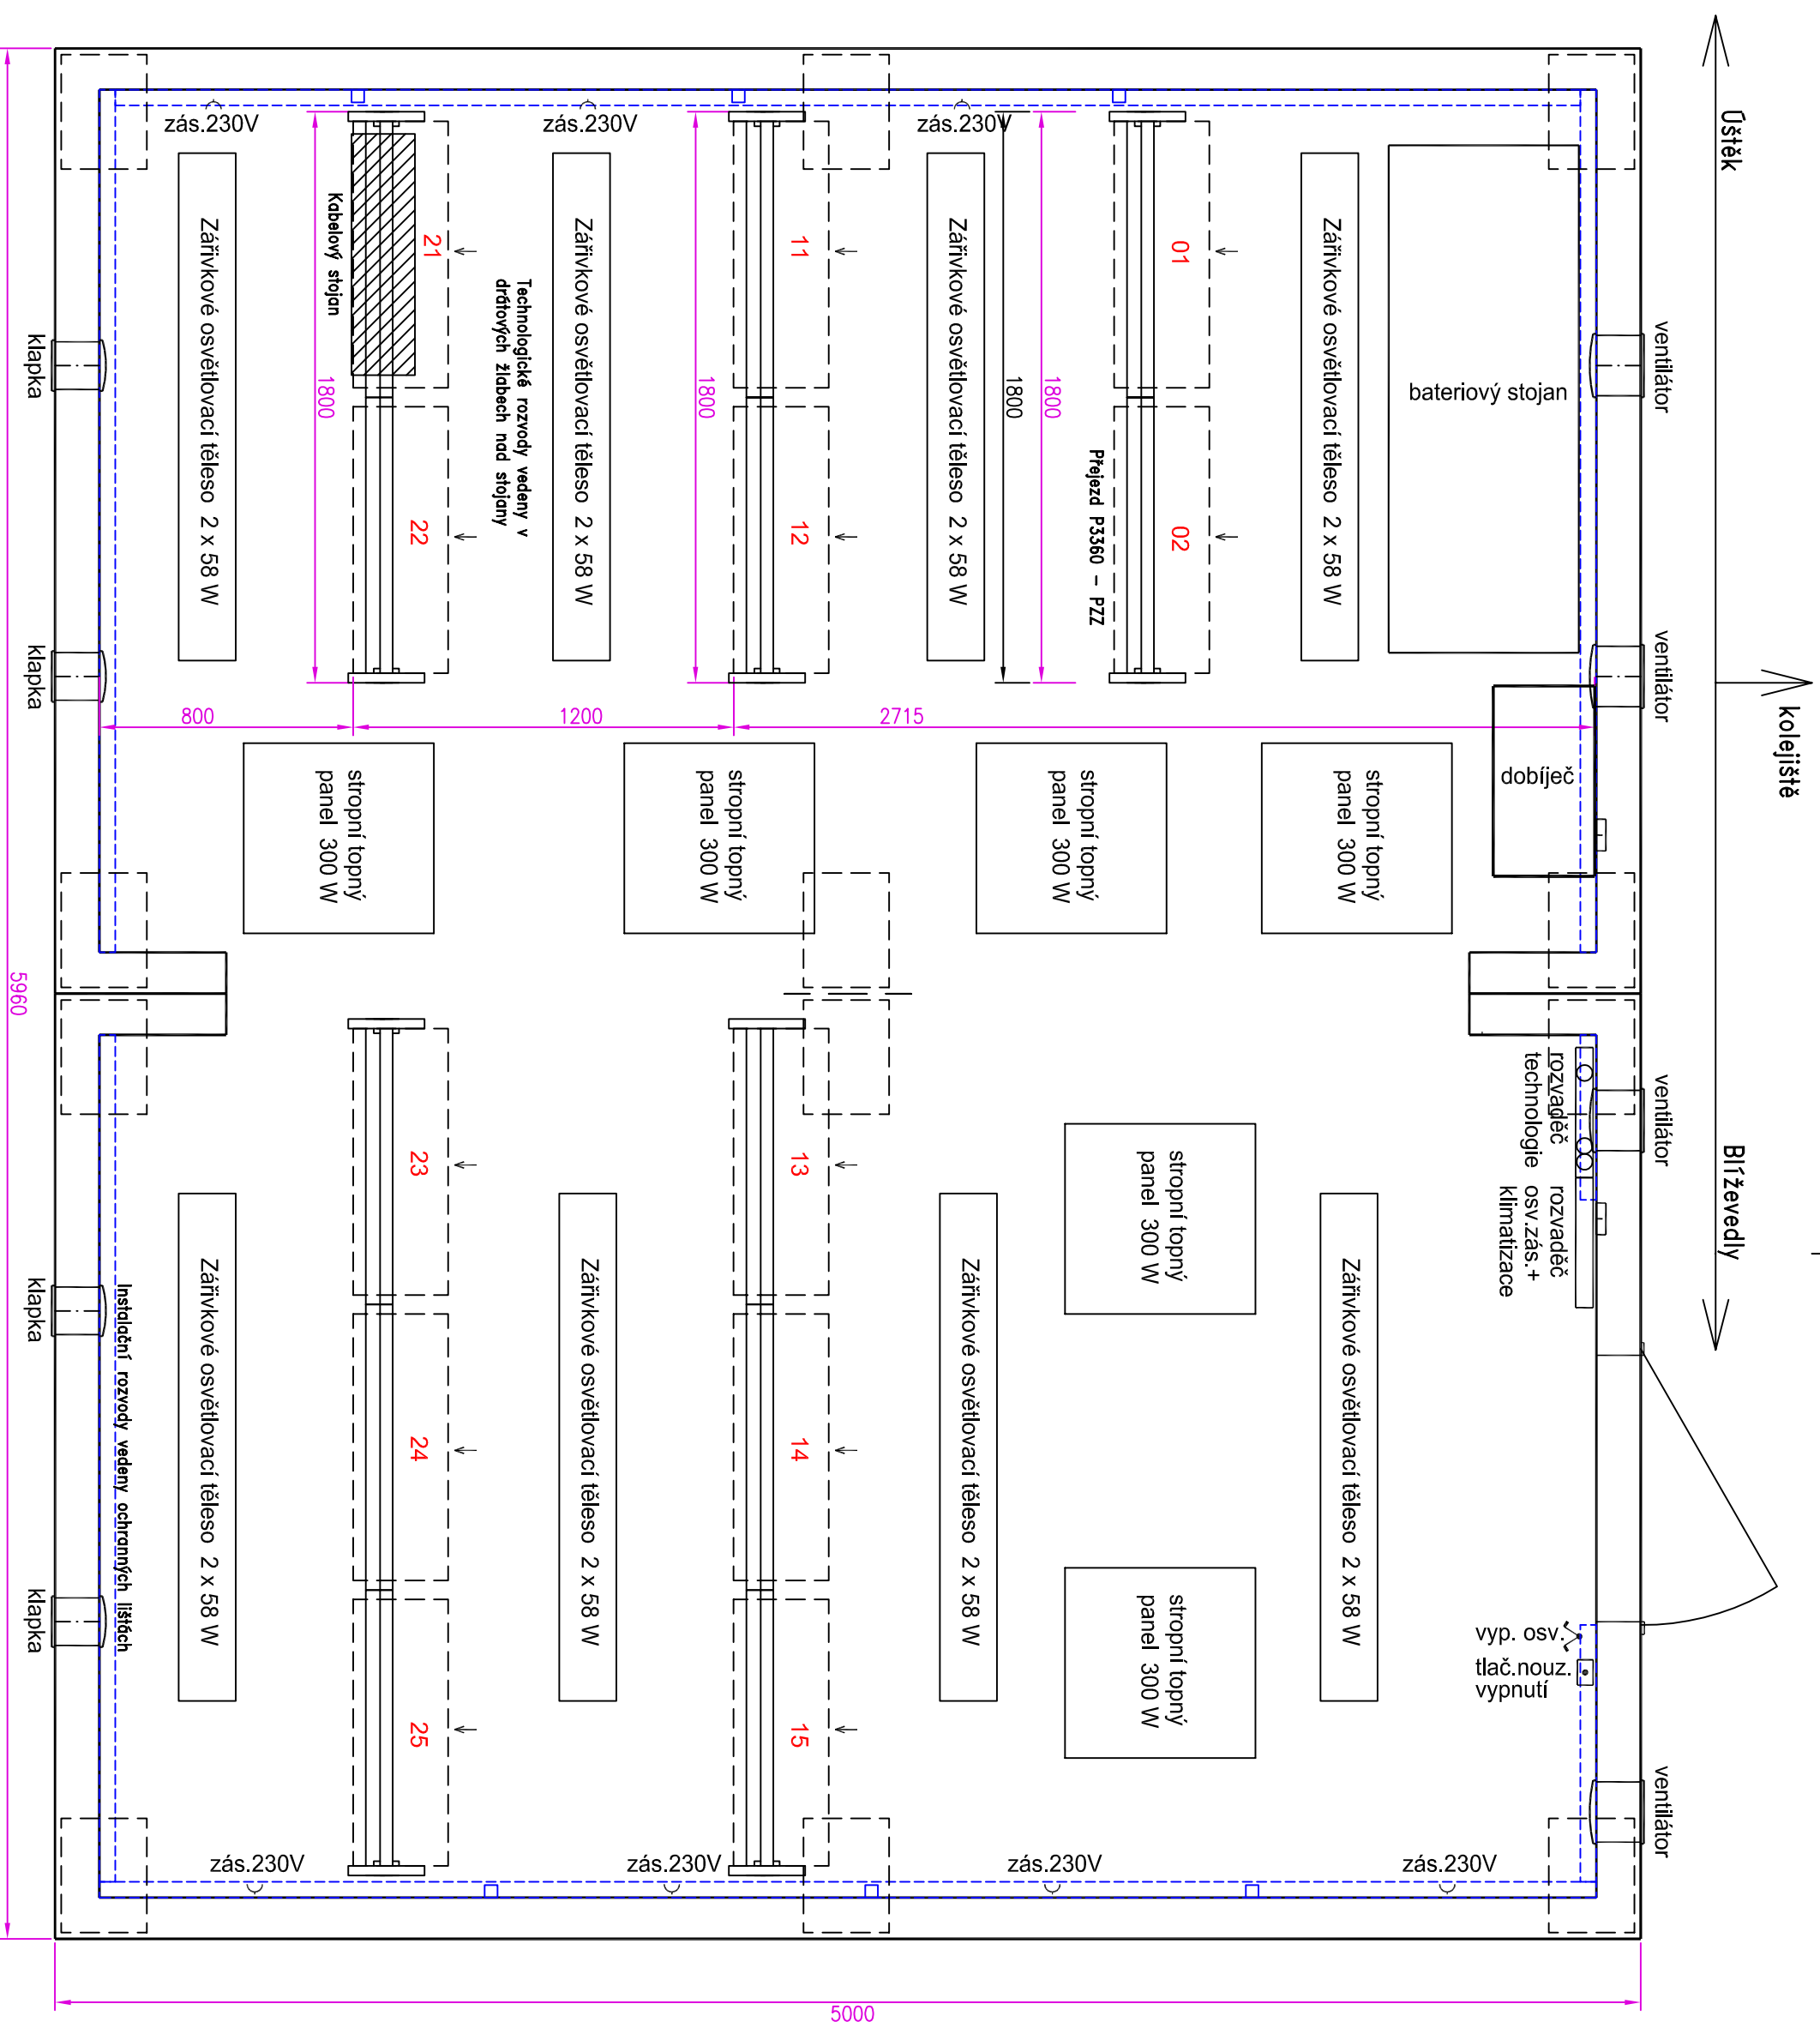 Úštěk
kolejiště
Blíževedly
ventilátor
ventilátor
ventilátor
ventilátor
zás.230V
zás.230V
zás.230V
bateriový stojan
dobíječ
rozvaděč
technologie
rozvaděč
osv.zás.+
klimatizace
vyp. osv.
tlač.nouz.
vypnutí
Zářivkové osvětlovací těleso 2 x 58 W
Zářivkové osvětlovací těleso 2 x 58 W
Zářivkové osvětlovací těleso 2 x 58 W
Zářivkové osvětlovací těleso 2 x 58 W
01
02
Přejezd P3360 - PZZ
1800
1800
11
12
1800
Technologické rozvody vedeny v
drátových žlabech nad stojany
21
22
Kabelový stojan
1800
800
1200
2715
stropní topný
panel 300 W
stropní topný
panel 300 W
stropní topný
panel 300 W
stropní topný
panel 300 W
stropní topný
panel 300 W
stropní topný
panel 300 W
13
14
15
23
24
25
Zářivkové osvětlovací těleso 2 x 58 W
Zářivkové osvětlovací těleso 2 x 58 W
Zářivkové osvětlovací těleso 2 x 58 W
Zářivkové osvětlovací těleso 2 x 58 W
Instalační rozvody vedeny ochranných lištách
klapka
klapka
klapka
klapka
zás.230V
zás.230V
zás.230V
zás.230V
5960
5000